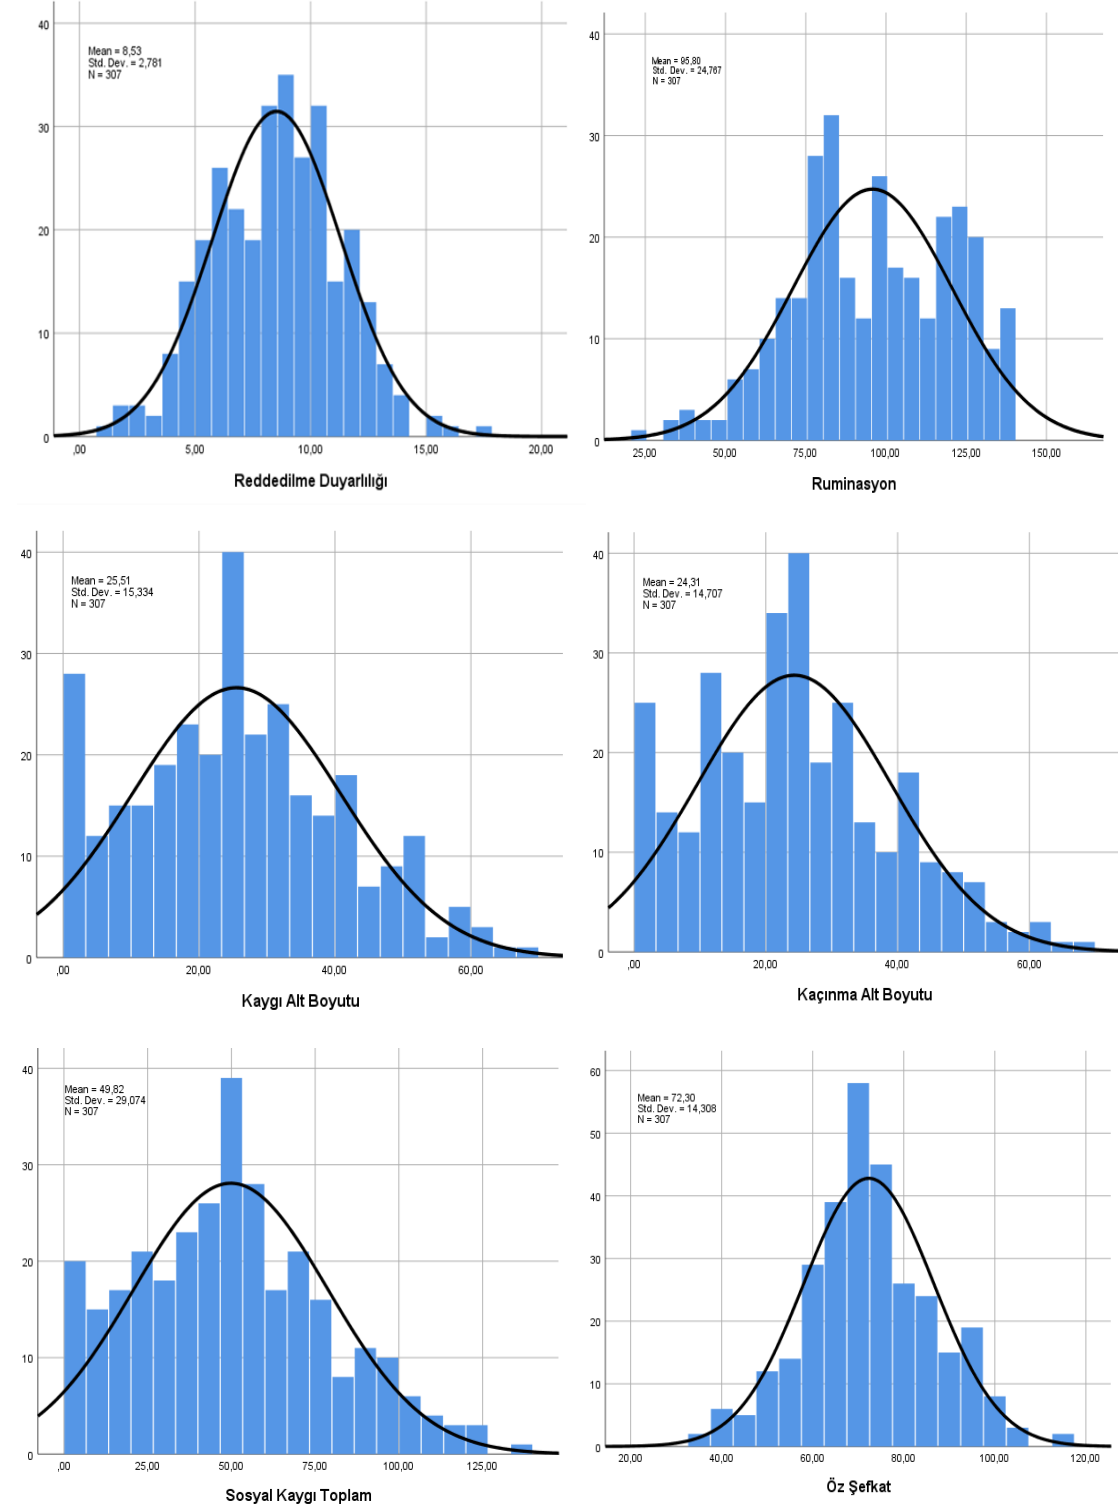 40
30
20
10
0
Mean = 8,53
Std. Dev. = 2,781
N = 307
,00 5,00 10,00 15,00 20,00
Reddedilme Duyarlılığı
40
30
20
10
0
Mean = 95,80
Std. Dev. = 24,767
N = 307
25,00 50,00 75,00 100,00 125,00 150,00
Ruminasyon
40
30
20
10
0
Mean = 25,51
Std. Dev. = 15,334
N = 307
,00 20,00 40,00 60,00
Kaygı Alt Boyutu
40
30
20
10
0
Mean = 24,31
Std. Dev. = 14,707
N = 307
,00 20,00 40,00 60,00
Kaçınma Alt Boyutu
40
30
20
10
0
Mean = 49,82
Std. Dev. = 29,074
N = 307
,00 25,00 50,00 75,00 100,00 125,00
Sosyal Kaygı Toplam
60
50
40
30
20
10
0
Mean = 72,30
Std. Dev. = 14,308
N = 307
20,00 40,00 60,00 80,00 100,00 120,00
Öz Şefkat